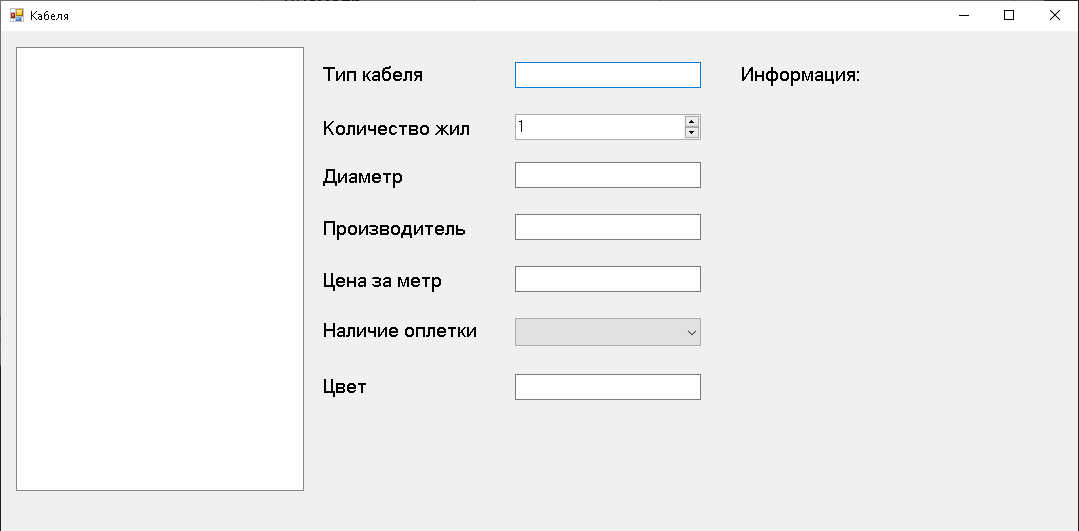 Кабеля
Тип кабеля
Информация:
Количество жил
1
Диаметр
Производитель
Цена за метр
Наличие оплетки
Цвет